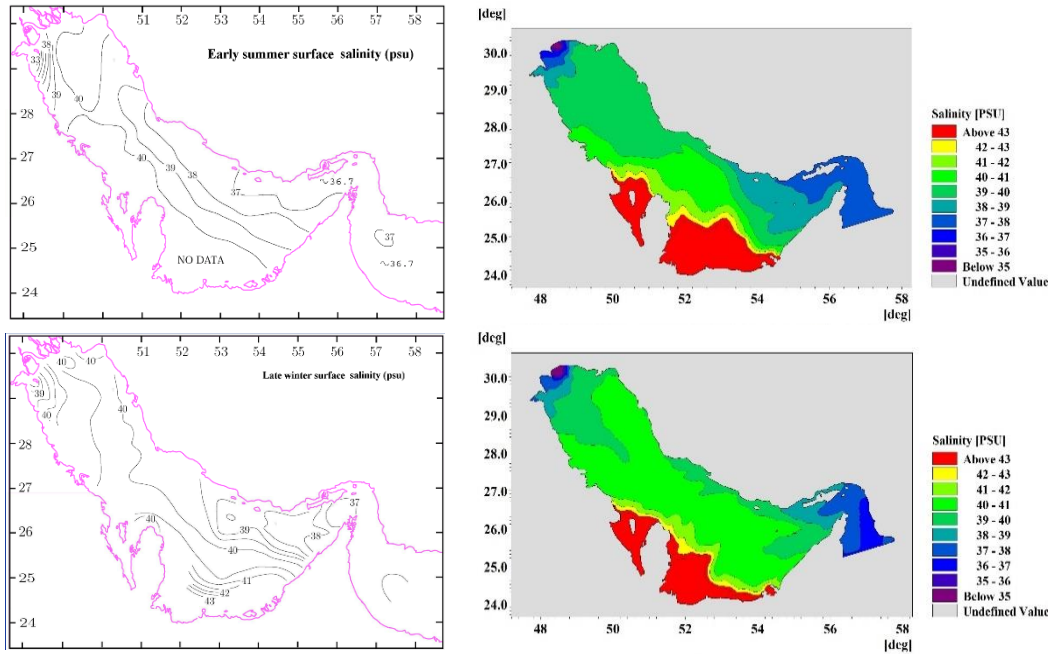 51 52 53 54 55 56 57 58
Early summer surface salinity (psu)
38
33
39
40
28
27
26
25
24
40
39
38
37
~36.7
37
~36.7
NO DATA
[deg]
30.0
29.0
28.0
27.0
26.0
25.0
24.0
48 50 52 54 56 58
[deg]
Salinity [PSU]
Above 43
42 - 43
41 - 42
40 - 41
39 - 40
38 - 39
37 - 38
36 - 37
35 - 36
Below 35
Undefined Value
51 52 53 54 55 56 57 58
Late winter surface salinity (psu)
40
40
39
40
40
28
27
26
24
23
40
39
40
38
37
41
42
43
[deg]
30.0
29.0
28.0
27.0
26.0
25.0
24.0
48 50 52 54 56 58
[deg]
Salinity [PSU]
Above 43
42 - 43
41 - 42
40 - 41
39 - 40
38 - 39
37 - 38
36 - 37
35 - 36
Below 35
Undefined Value